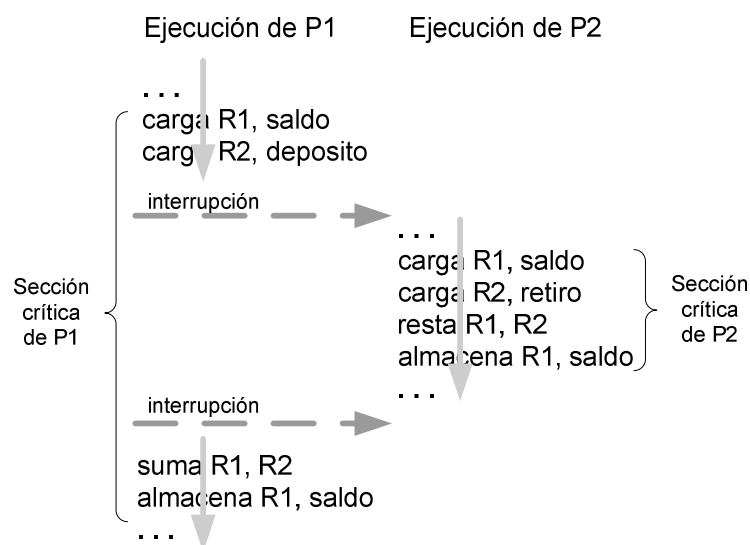 Ejecución de P1
Ejecución de P2
. . .
carga R1, saldo
carga R2, deposito
interrupción
. . .
carga R1, saldo
carga R2, retiro
resta R1, R2
almacena R1, saldo
. . .
Sección
crítica
de P1
Sección
crítica
de P2
interrupción
suma R1, R2
almacena R1, saldo
. . .